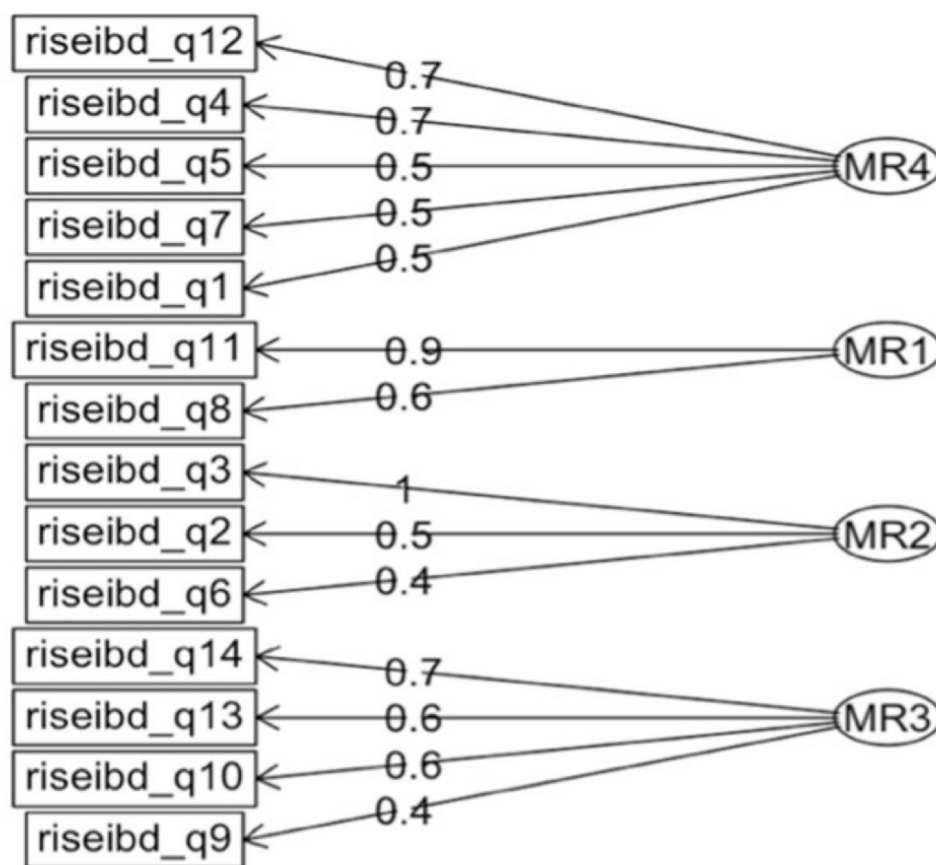 riseibd_q12
0.7
riseibd_q4
0.7
riseibd_q5
0.5
MR4
riseibd_q7
0.5
riseibd_q1
0.5
riseibd_q11
0.9
MR1
riseibd_q8
0.6
riseibd_q3
1
riseibd_q2
0.5
MR2
riseibd_q6
0.4
riseibd_q14
0.7
riseibd_q13
0.6
MR3
riseibd_q10
0.6
riseibd_q9
0.4